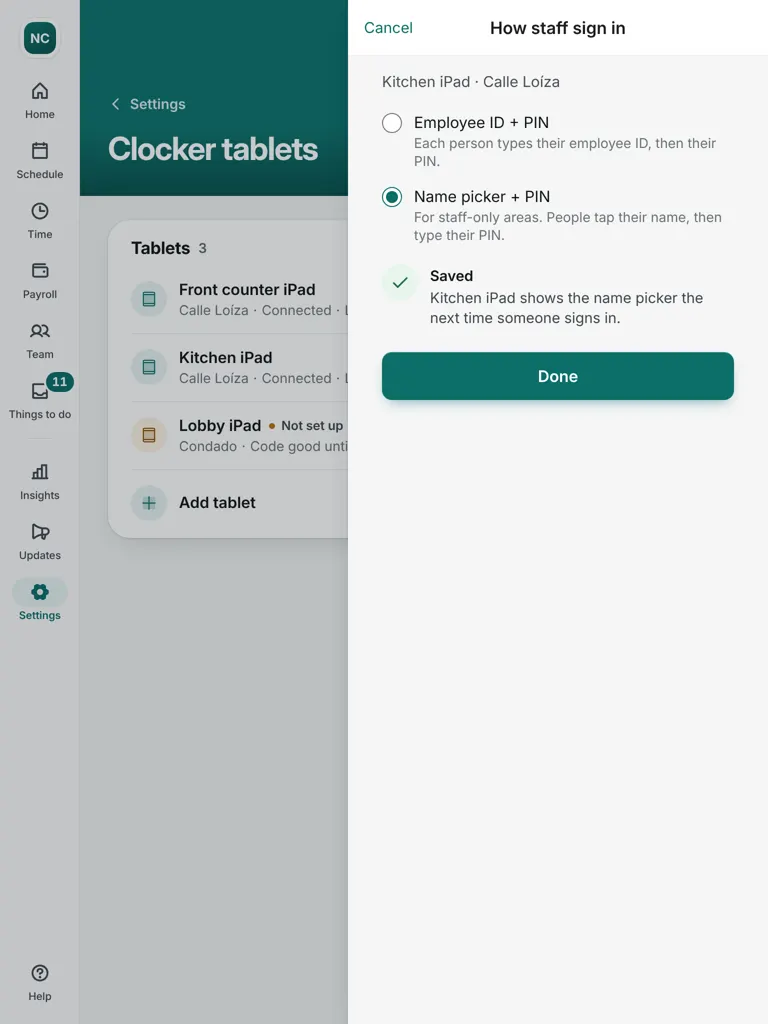 NC
Home
Schedule
Time
Payroll
Team
11
Things to do
Insights
Updates
Settings
Help
Settings
Clocker tablets
Tablets 3
Front counter iPad
Calle Loíza · Connected ·
Kitchen iPad
Calle Loíza · Connected ·
Lobby iPad • Not set up
Condado · Code good unti
Add tablet
Cancel
How staff sign in
Kitchen iPad · Calle Loíza
Employee ID + PIN
Each person types their employee ID, then their
PIN.
Name picker + PIN
For staff-only areas. People tap their name, then
type their PIN.
Saved
Kitchen iPad shows the name picker the
next time someone signs in.
Done